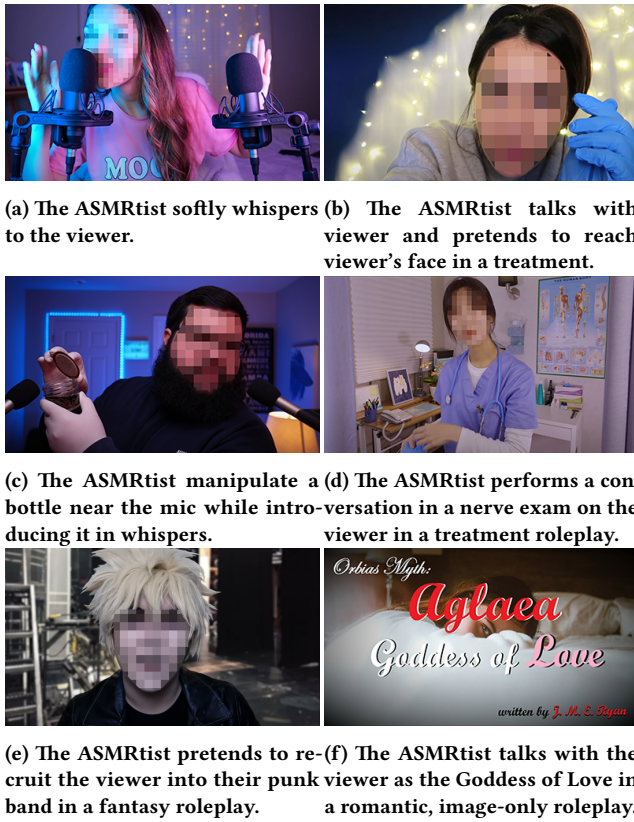 MOO
(a) The ASMRtist softly whispers
to the viewer.
(b) The ASMRtist talks with
viewer and pretends to reach
viewer's face in a treatment.
(c) The ASMRtist manipulate a
bottle near the mic while intro-
ducing it in whispers.
(d) The ASMRtist performs a con-
versation in a nerve exam on the
viewer in a treatment roleplay.
Orbias Myth:
Aglaea
Goddess of Love
written by J. M. E. Ryan
(e) The ASMRtist pretends to re-
cruit the viewer into their punk
band in a fantasy roleplay.
(f) The ASMRtist talks with the
viewer as the Goddess of Love in
a romantic, image-only roleplay.